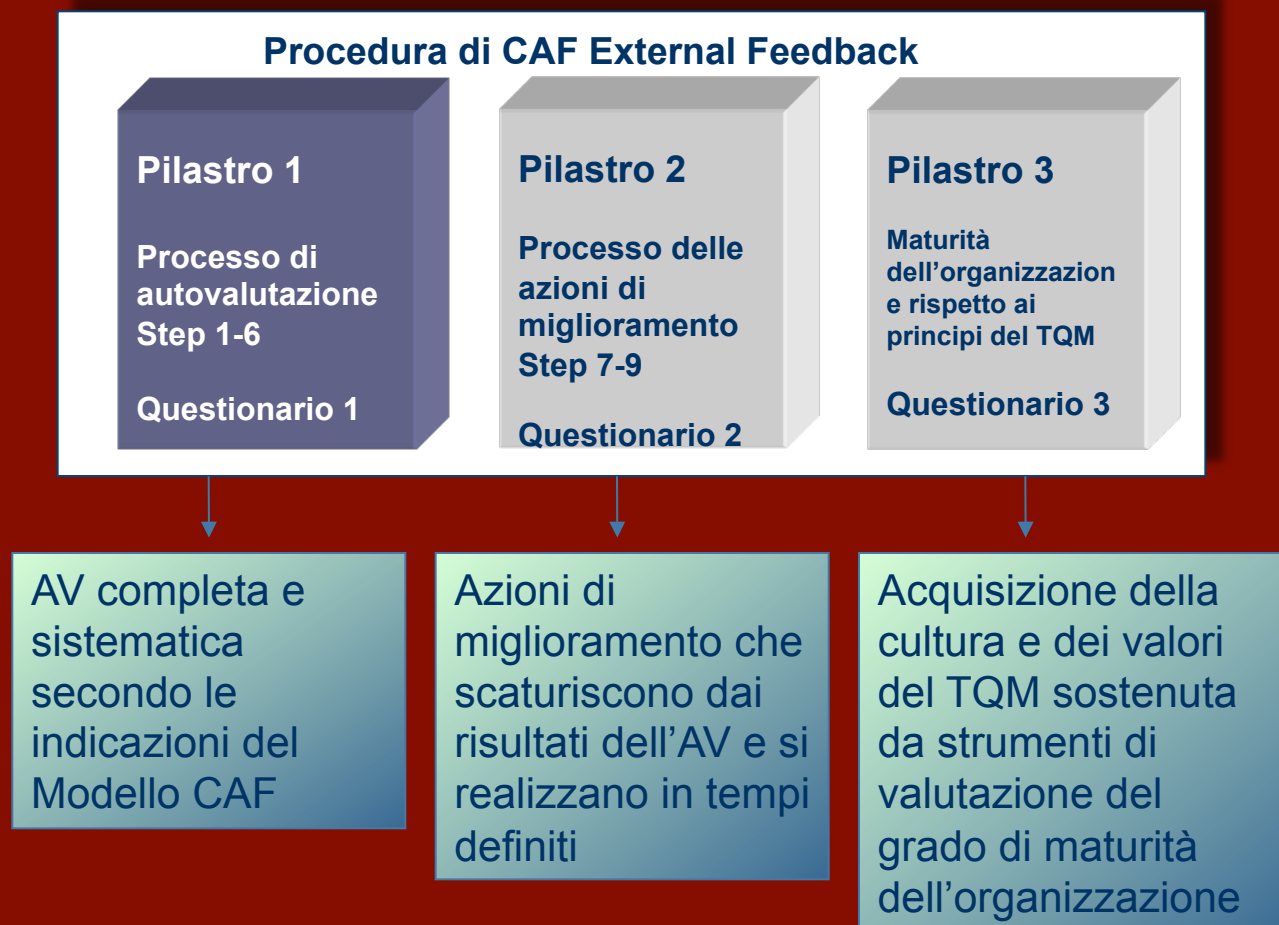 Procedura di CAF External Feedback
Pilastro 1
Processo di
autovalutazione
Step 1-6
Questionario 1
Pilastro 2
Processo delle
azioni di
miglioramento
Step 7-9
Questionario 2
Pilastro 3
Maturità
dell’organizzazion
e rispetto ai
principi del TQM
Questionario 3
AV completa e
sistematica
secondo le
indicazioni del
Modello CAF
Azioni di
miglioramento che
scaturiscono dai
risultati dell’AV e si
realizzano in tempi
definiti
Acquisizione della
cultura e dei valori
del TQM sostenuta
da strumenti di
valutazione del
grado di maturità
dell’organizzazione